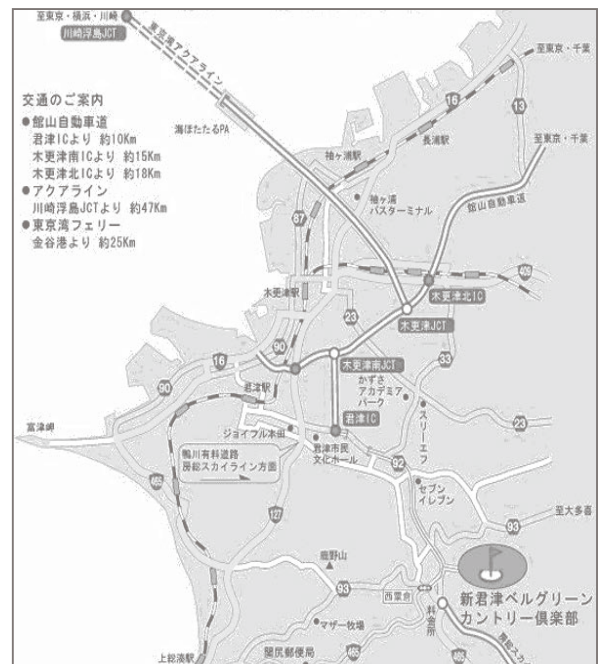 至東京・横浜・川崎
川崎浮島JCT
東京湾アクアライン
至東京・千葉
16
13
交通のご案内
●館山自動車道
君津ICより 約10Km
木更津南ICより 約15Km
木更津北ICより 約18Km
●アクアライン
川崎浮島JCTより 約47Km
●東京湾フェリー
金谷港より 約25Km
海ほたるPA
長浦駅
袖ヶ浦駅
至東京・千葉
袖ヶ浦
バスターミナル
館山自動車道
87
木更津駅
409
木更津北IC
木更津JCT
23
90
16
33
木更津南JCT
90
君津駅
かずさ
アカデミア
パーク
君津IC
スリーエフ
23
富津岬
ジョイフル本田
君津市民
文化ホール
鴨川有料道路
房総スカイライン方面
92
465
セブン
イレブン
127
至大多喜
93
鹿野山
93
西粟倉
料金所
新君津ベルグリーン
カントリー倶楽部
マザー牧場
上総湊駅
関尻郵便局
465
465
房総スカ